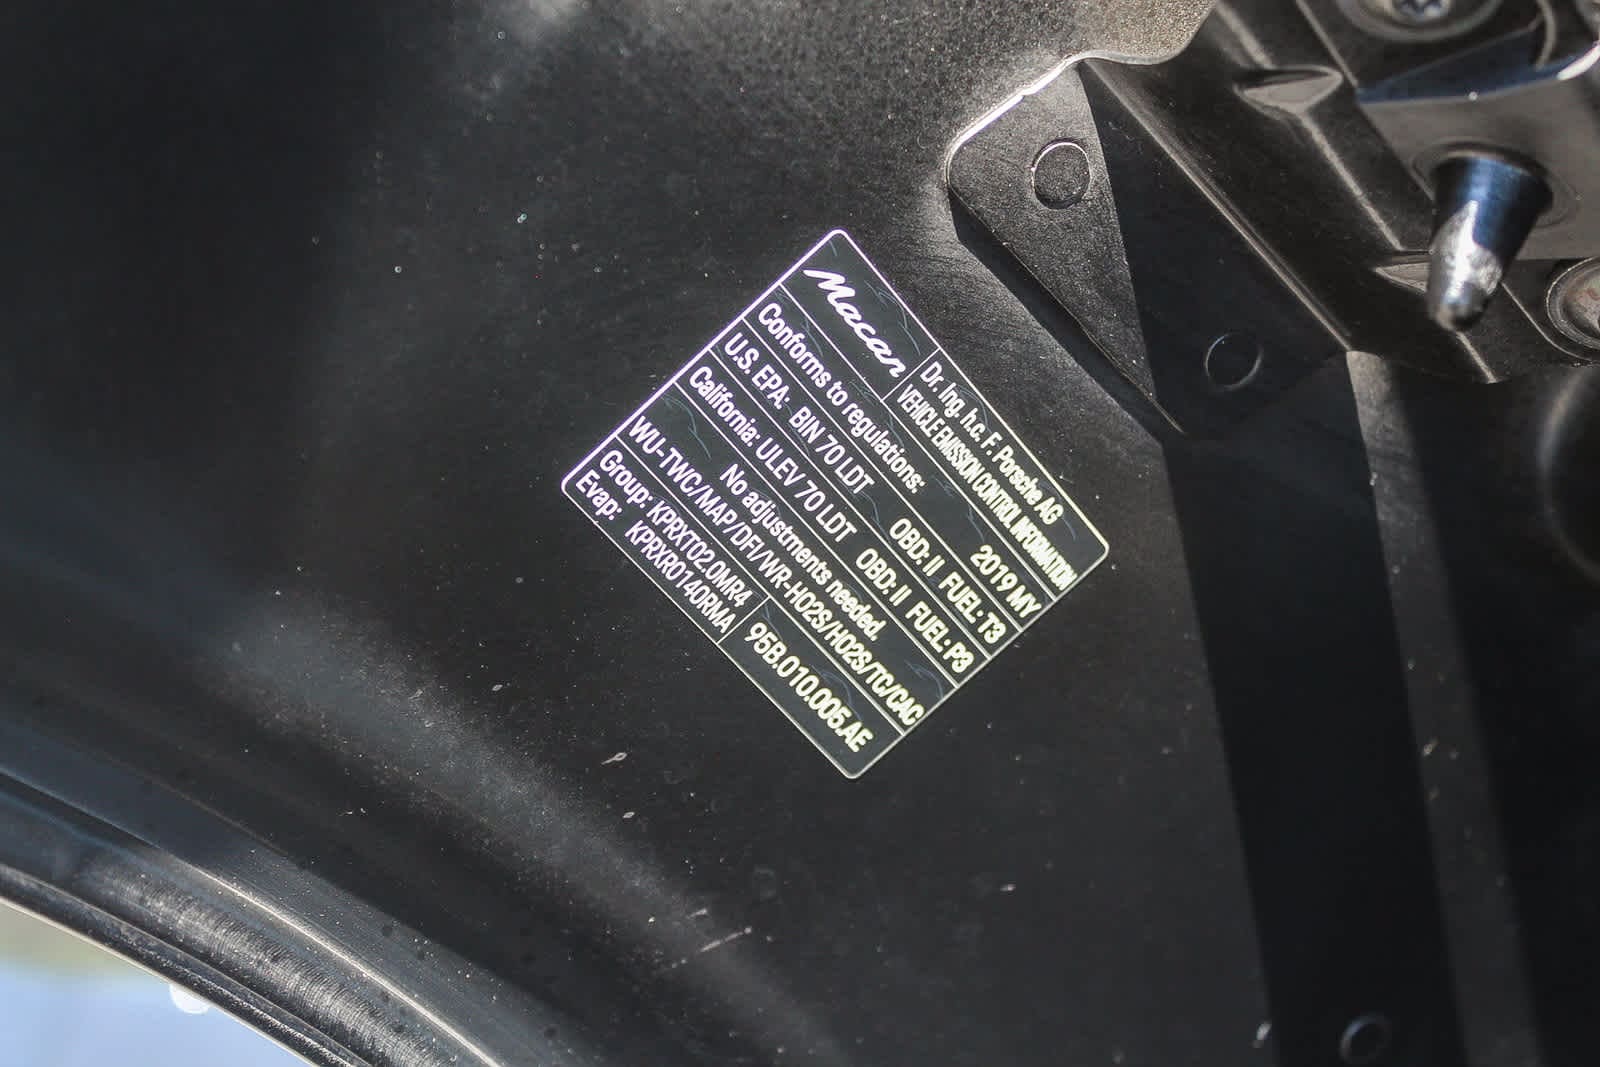 Macan
Dr. Ing. h.c. F. Porsche AG
VEHICLE EMISSION CONTROL INFORMATION
Conforms to regulations: 2019 MY
U.S. EPA: BIN 70 LDT OBD: II FUEL: T3
California: ULEV 70 LDT OBD: II FUEL: P3
No adjustments needed.
WU-TWC/MAP/DFI/WR-HO2S/HO2S/TC/CAC
Group: KPRXT02.0MR4
Evap: KPRXR0140RMA
95B.010.005.AE